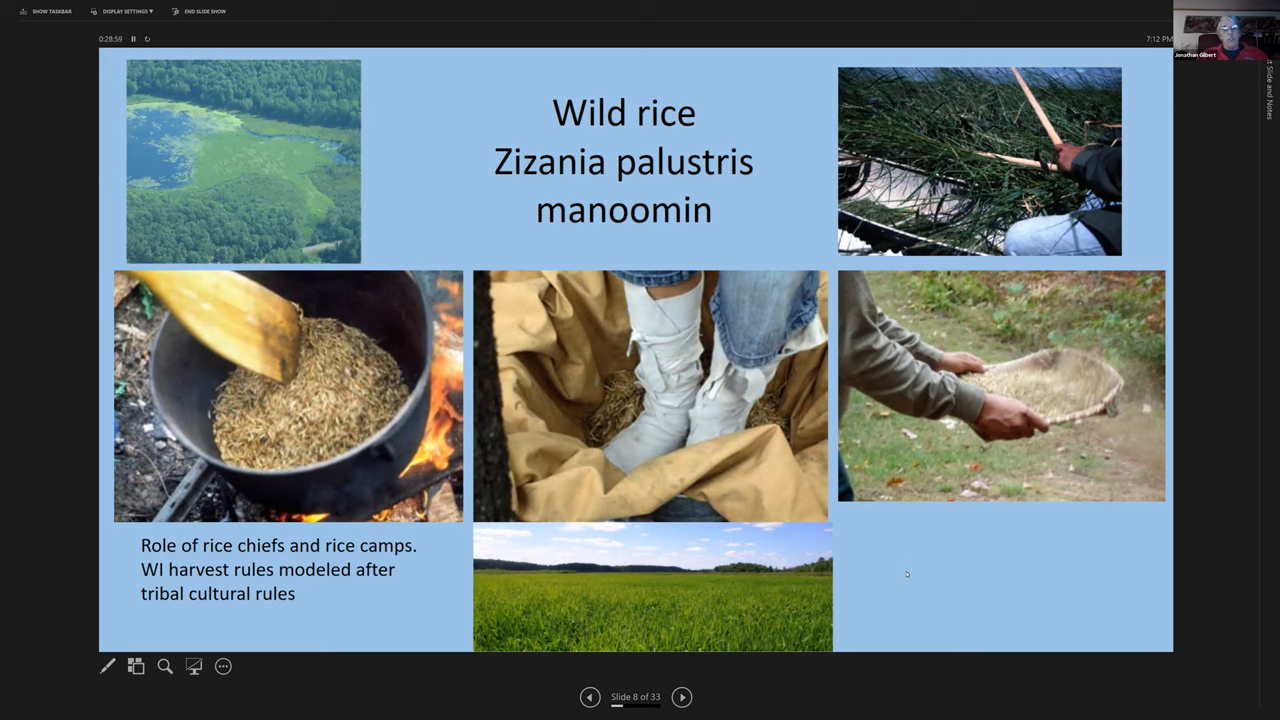 SHOW TASKBAR
DISPLAY SETTINGS ▼
END SLIDE SHOW
0:28:59
7:12 PM
Jonathan Gilbert
Slide and Notes
Wild rice
Zizania palustris
manoomin
Role of rice chiefs and rice camps.
WI harvest rules modeled after
tribal cultural rules
Slide 8 of 33